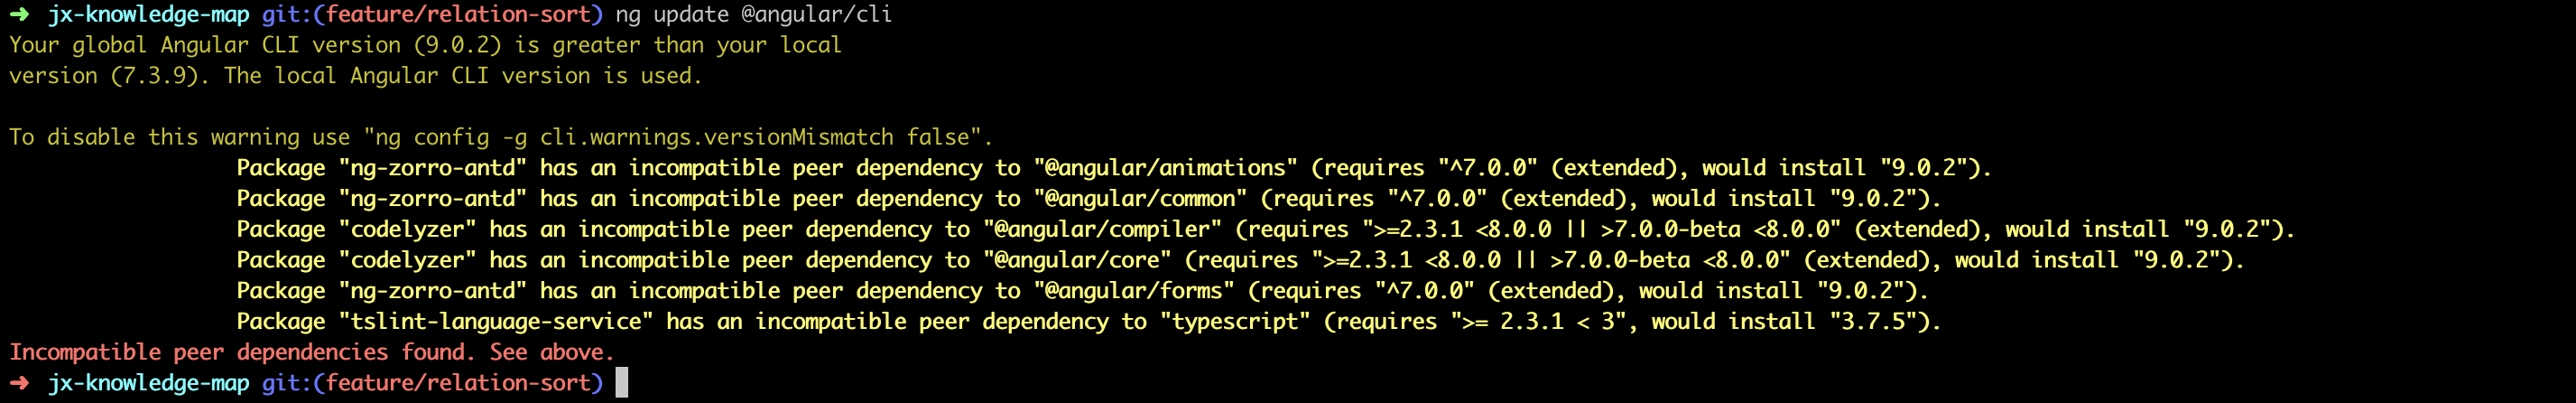 ➜ jx-knowledge-map git:(feature/relation-sort) ng update @angular/cli
Your global Angular CLI version (9.0.2) is greater than your local
version (7.3.9). The local Angular CLI version is used.

To disable this warning use "ng config -g cli.warnings.versionMismatch false".
Package "ng-zorro-antd" has an incompatible peer dependency to "@angular/animations" (requires "^7.0.0" (extended), would install "9.0.2").
Package "ng-zorro-antd" has an incompatible peer dependency to "@angular/common" (requires "^7.0.0" (extended), would install "9.0.2").
Package "codelyzer" has an incompatible peer dependency to "@angular/compiler" (requires ">=2.3.1 <8.0.0 || >7.0.0-beta <8.0.0" (extended), would install "9.0.2").
Package "codelyzer" has an incompatible peer dependency to "@angular/core" (requires ">=2.3.1 <8.0.0 || >7.0.0-beta <8.0.0" (extended), would install "9.0.2").
Package "ng-zorro-antd" has an incompatible peer dependency to "@angular/forms" (requires "^7.0.0" (extended), would install "9.0.2").
Package "tslint-language-service" has an incompatible peer dependency to "typescript" (requires ">= 2.3.1 < 3", would install "3.7.5").
Incompatible peer dependencies found. See above.
➜ jx-knowledge-map git:(feature/relation-sort)